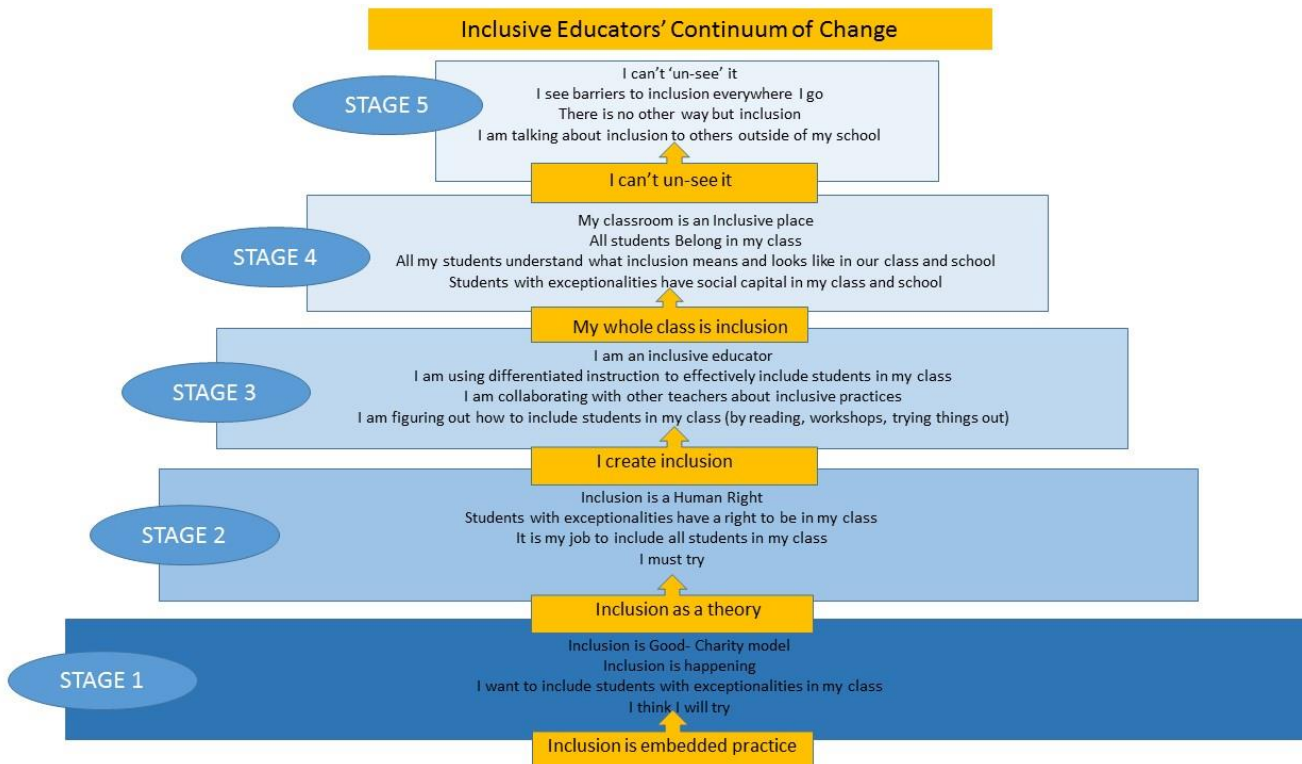 Inclusive Educators' Continuum of Change
STAGE 5
I can't 'un-see' it
I see barriers to inclusion everywhere I go
There is no other way but inclusion
I am talking about inclusion to others outside of my school
I can't un-see it
STAGE 4
My classroom is an Inclusive place
All students Belong in my class
All my students understand what inclusion means and looks like in our class and school
Students with exceptionalities have social capital in my class and school
My whole class is inclusion
STAGE 3
I am an inclusive educator
I am using differentiated instruction to effectively include students in my class
I am collaborating with other teachers about inclusive practices
I am figuring out how to include students in my class (by reading, workshops, trying things out)
I create inclusion
STAGE 2
Inclusion is a Human Right
Students with exceptionalities have a right to be in my class
It is my job to include all students in my class
I must try
Inclusion as a theory
STAGE 1
Inclusion is Good- Charity model
Inclusion is happening
I want to include students with exceptionalities in my class
I think I will try
Inclusion is embedded practice